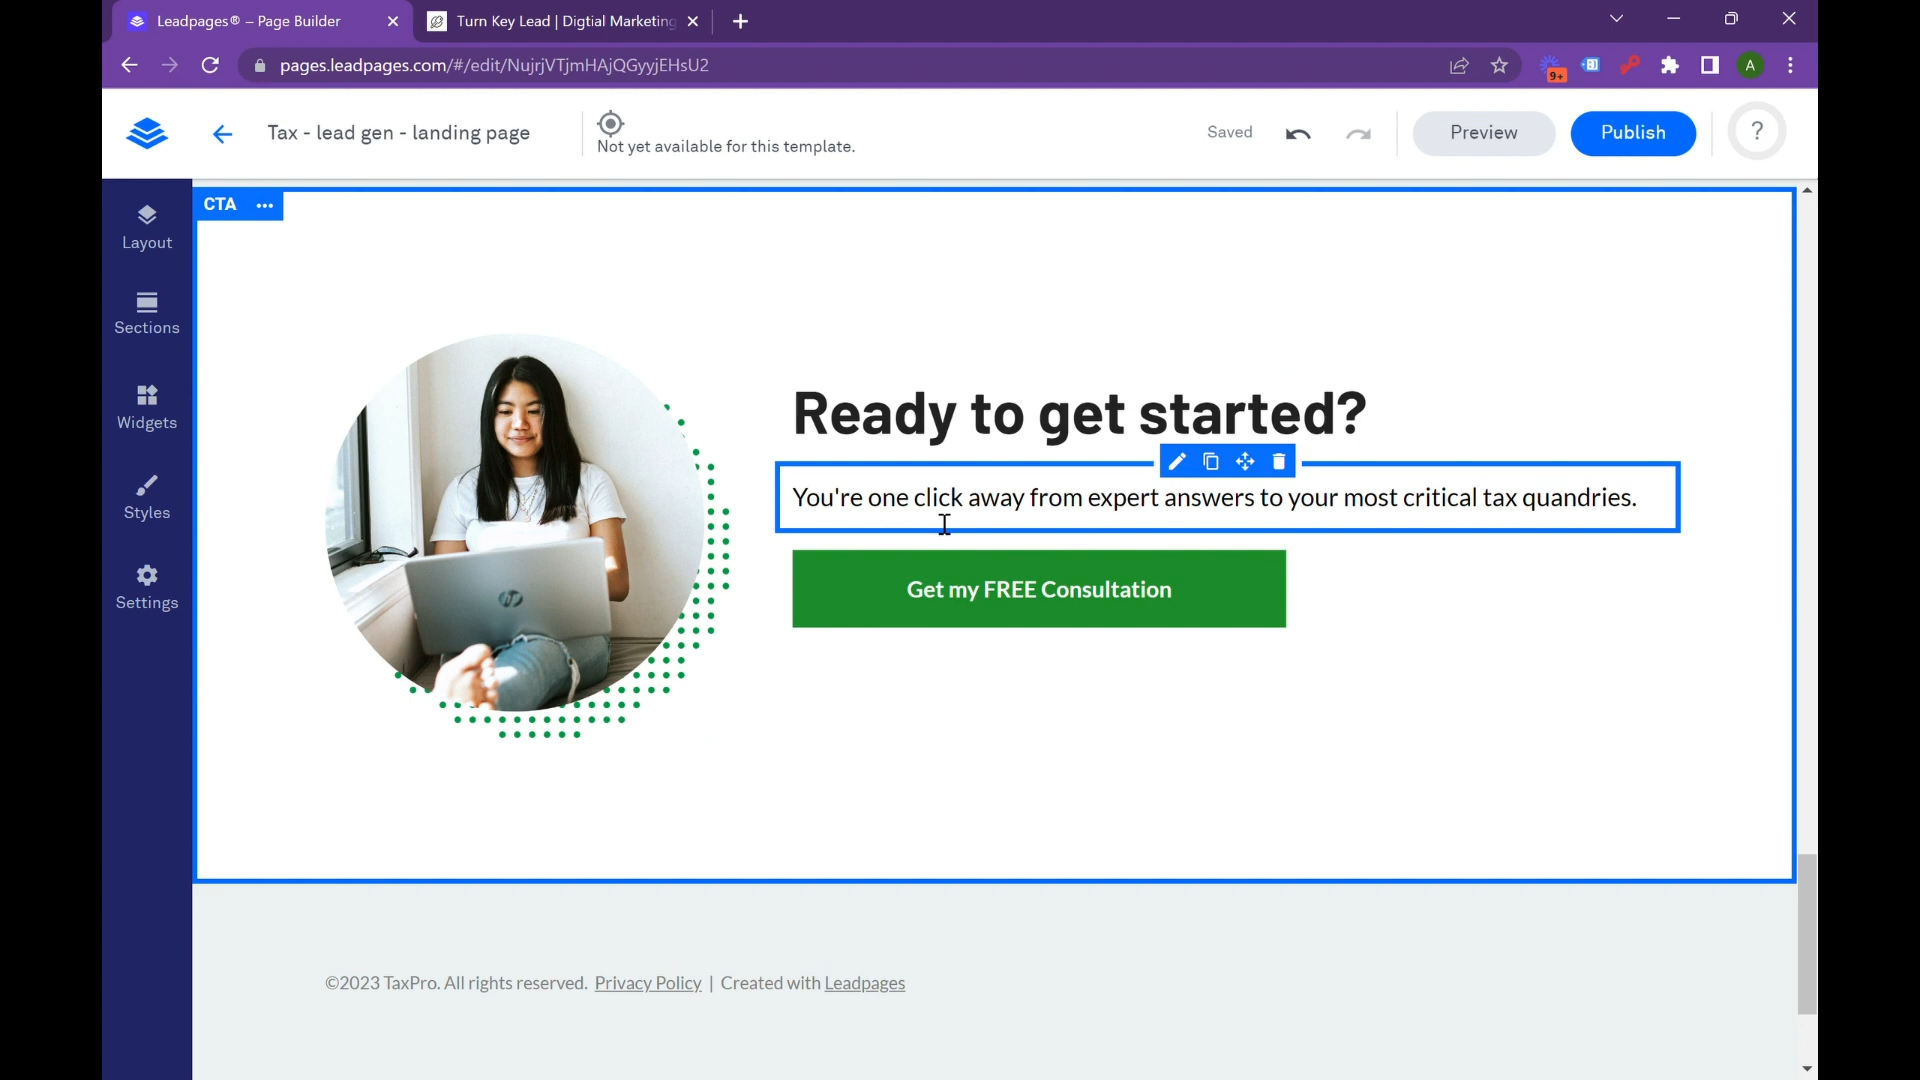 Leadpages® – Page Builder
Turn Key Lead | Digtial Marketing
pages.leadpages.com/#/edit/NujrjVTjmHAjQGyyjEHsU2
9+
A
Tax - lead gen - landing page
Not yet available for this template.
Saved
Preview
Publish
?
CTA
Layout
Sections
Widgets
Styles
Settings
Ready to get started?
You're one click away from expert answers to your most critical tax quandries.
Get my FREE Consultation
hp
©2023 TaxPro. All rights reserved. Privacy Policy | Created with Leadpages